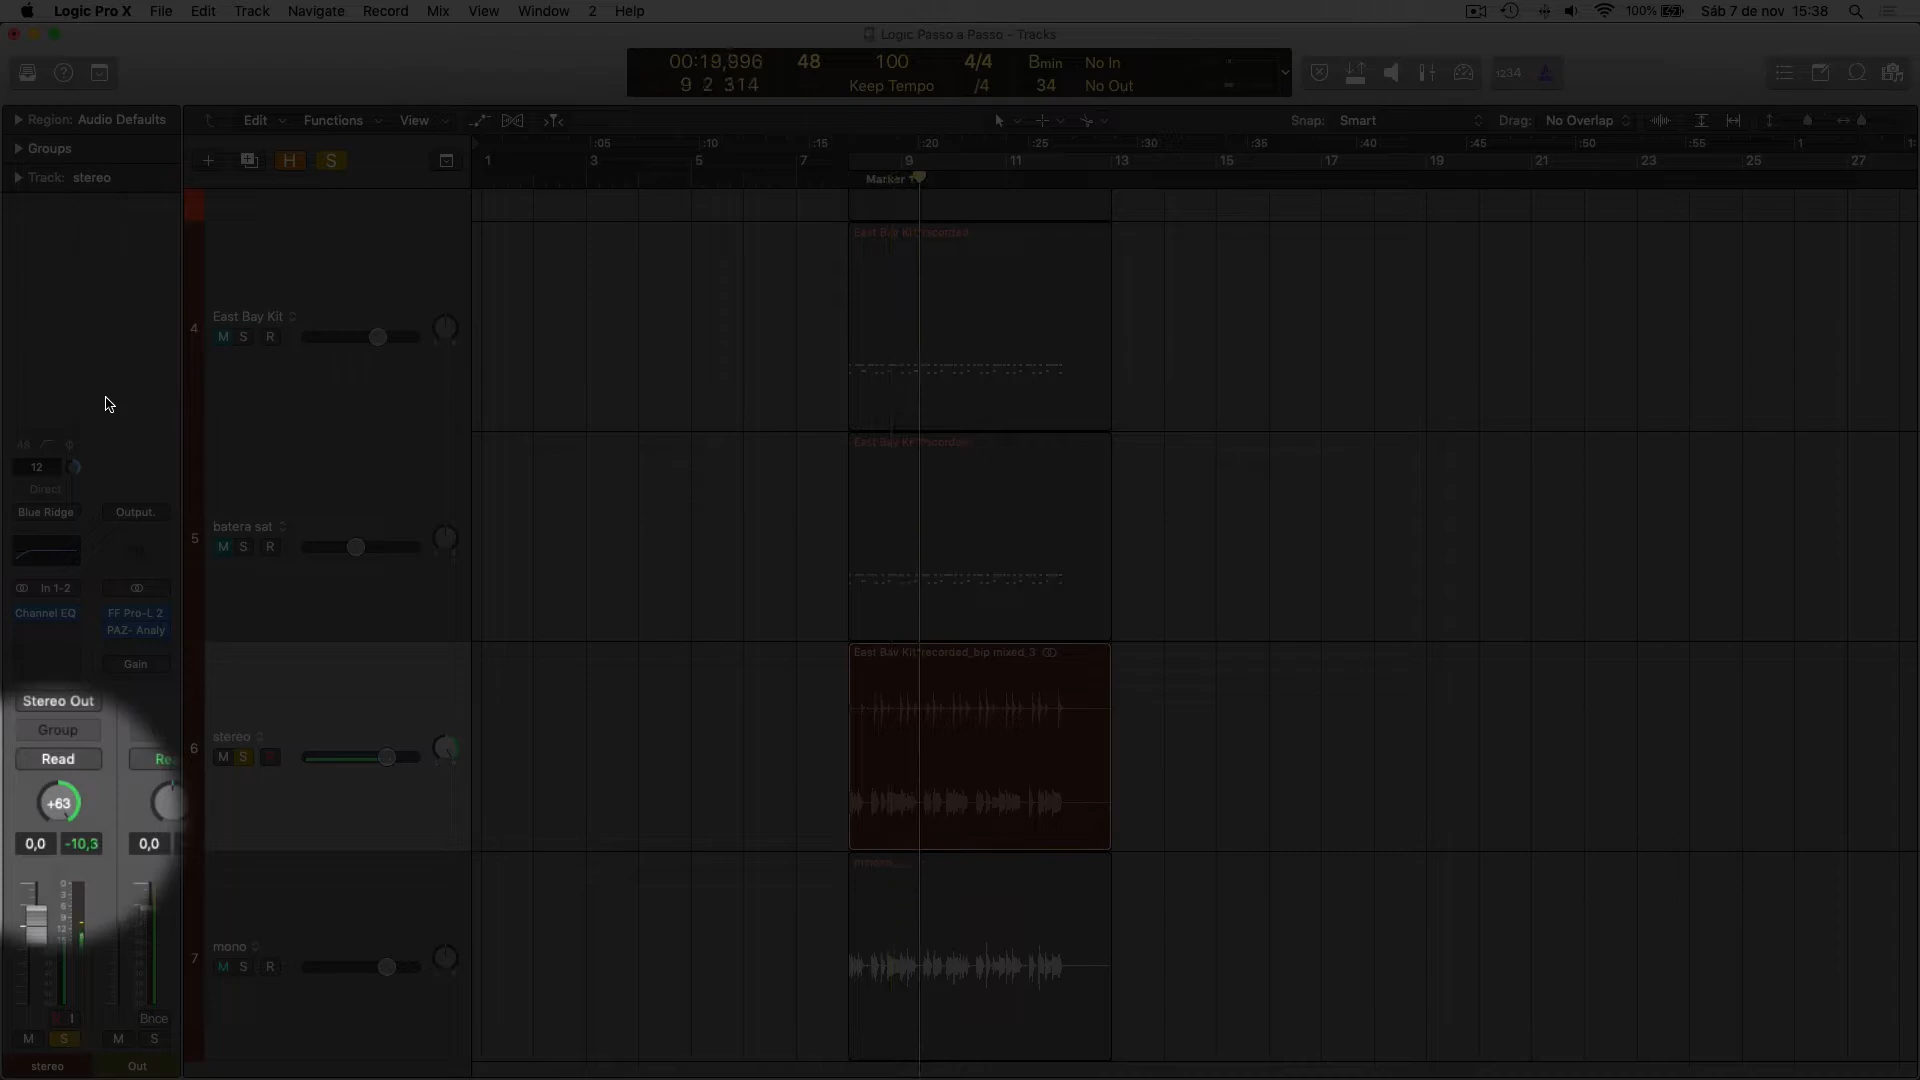 Logic Pro X File Edit Track Navigate Record Mix View Window 2 Help 100% Sáb 7 de nov 15:38
Logic Passo a Passo - Tracks
00:19,996 48 100 4/4 Bmin No In
9 2 314 Keep Tempo /4 34 No Out
1234
Region: Audio Defaults Edit Functions View Snap: Smart Drag: No Overlap
Groups
Track: stereo
H S
:05 :10 :15 :20 :25 :30 :35 :40 :45 :50 :55 1 1:
1 3 5 7 9 11 13 15 17 19 21 23 25 27
Marker
East Bay Kit*recorded
4 East Bay Kit
M S R
12
Direct
Blue Ridge Output.
In 1-2
Channel EQ FF Pro-L 2
PAZ- Analy
Gain
5 batera sat
M S R
East Bay Kit*recorded_bip mixed_3
Stereo Out
Group
Read
+63
0,0 -10,3 0,0
0
3
6
9
12
6 stereo
M S
7 mono
M S R
I Bnce
M S M S
stereo Out